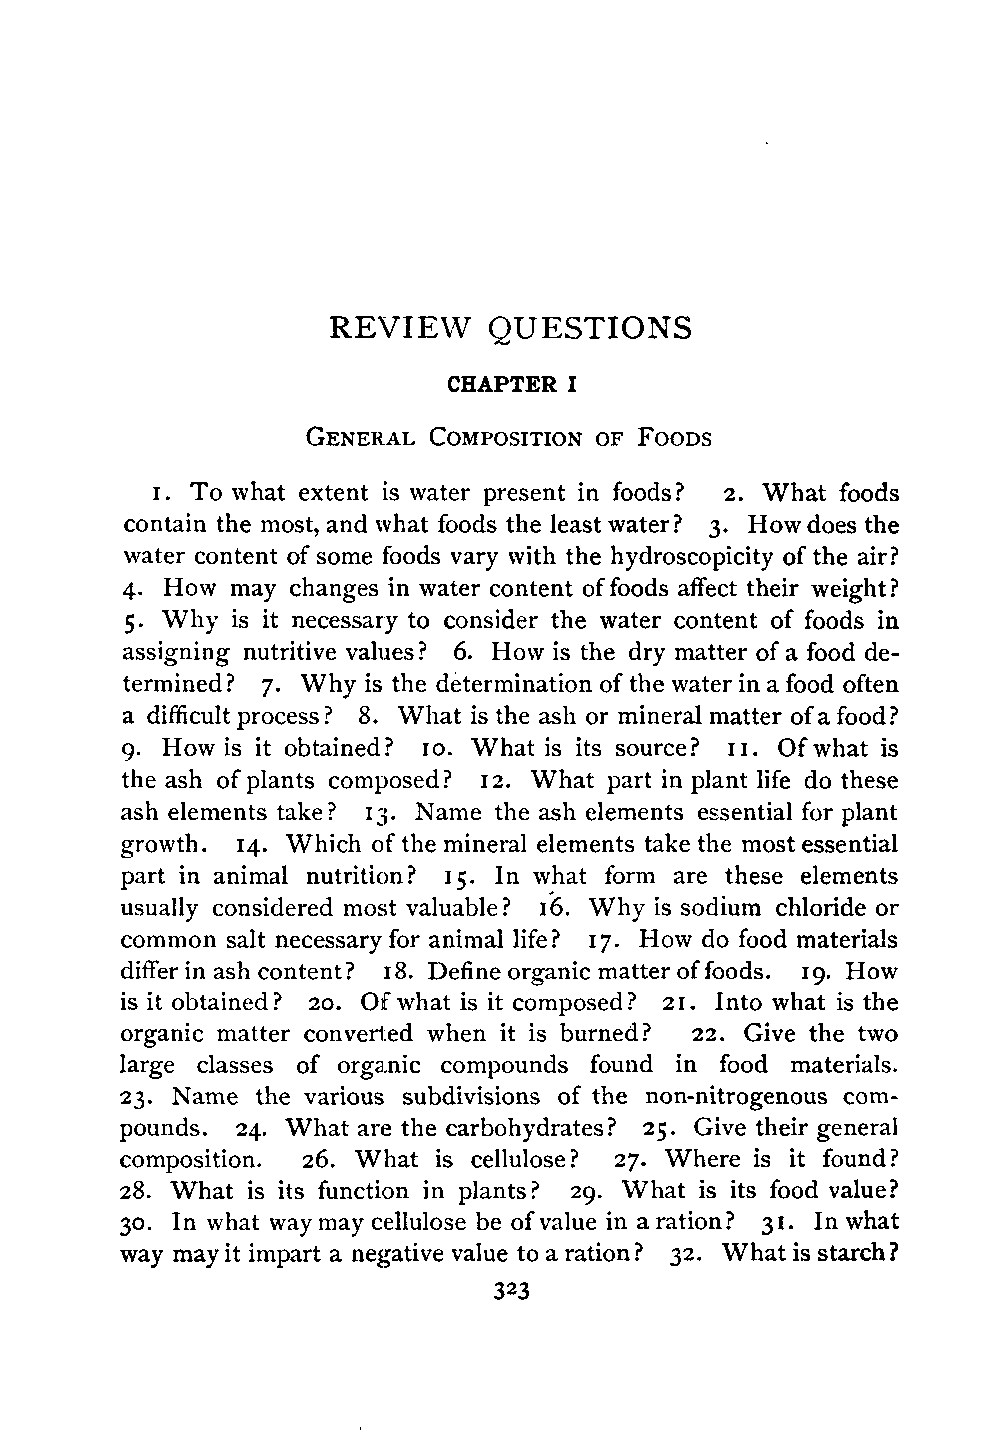 REVIEW QUESTIONS
CHAPTER I
GENERAL COMPOSITION OF FOODS
1. To what extent is water present in foods? 2. What foods
contain the most, and what foods the least water? 3. How does the
water content of some foods vary with the hydroscopicity of the air?
4. How may changes in water content of foods affect their weight?
5. Why is it necessary to consider the water content of foods in
assigning nutritive values? 6. How is the dry matter of a food de-
termined? 7. Why is the determination of the water in a food often
a difficult process? 8. What is the ash or mineral matter of a food?
9. How is it obtained? 10. What is its source? 11. Of what is
the ash of plants composed? 12. What part in plant life do these
ash elements take? 13. Name the ash elements essential for plant
growth. 14. Which of the mineral elements take the most essential
part in animal nutrition? 15. In what form are these elements
usually considered most valuable? 16. Why is sodium chloride or
common salt necessary for animal life? 17. How do food materials
differ in ash content? 18. Define organic matter of foods. 19. How
is it obtained? 20. Of what is it composed? 21. Into what is the
organic matter converted when it is burned? 22. Give the two
large classes of organic compounds found in food materials.
23. Name the various subdivisions of the non-nitrogenous com-
pounds. 24. What are the carbohydrates? 25. Give their general
composition. 26. What is cellulose? 27. Where is it found?
28. What is its function in plants? 29. What is its food value?
30. In what way may cellulose be of value in a ration? 31. In what
way may it impart a negative value to a ration? 32. What is starch?
323